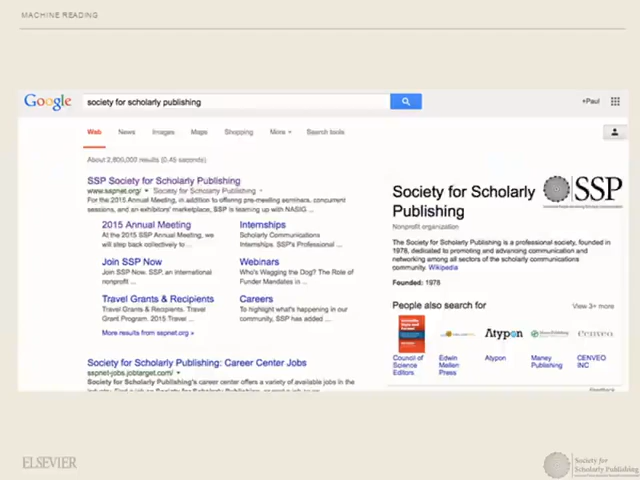 MACHINE READING
Google
society for scholarly publishing
+Paul
Web News Images Maps Shopping More Search tools
About 2,800,000 results (0.45 seconds)
SSP Society for Scholarly Publishing
www.sspnet.org/ Society for Scholarly Publishing
For the 2015 Annual Meeting, in addition to offering pre-meeting seminars, concurrent
sessions, and an exhibitors' marketplace, SSP is teaming up with NASIG ...
2015 Annual Meeting
At the 2015 SSP Annual Meeting, we
will step back collectively to ...
Internships
Scholarly Communications
Internships. SSP's Professional ...
Join SSP Now
Join SSP Now. SSP, an international
nonprofit ...
Webinars
Who's Wagging the Dog? The Role of
Funder Mandates in ...
Travel Grants & Recipients
Travel Grants & Recipients. Travel
Grant Program. 2015 Travel ...
Careers
To highlight what's happening in our
community, SSP has added ...
More results from sspnet.org »
Society for Scholarly Publishing: Career Center Jobs
sspnet-jobs.jobtarget.com/
Society for Scholarly Publishing's career center offers a variety of available jobs in the
Society for Scholarly
Publishing
SSP
Nonprofit organization
The Society for Scholarly Publishing is a professional society, founded in
1978, dedicated to promoting and advancing communication and
networking among all sectors of the scholarly communications
community. Wikipedia
Founded: 1978
People also search for
View 3+ more
Atypon
CENVEO
Council of
Science
Editors
Edwin
Mellen
Press
Atypon
Maney
Publishing
CENVEO
INC
Feedback
ELSEVIER
Society for
Scholarly Publishing